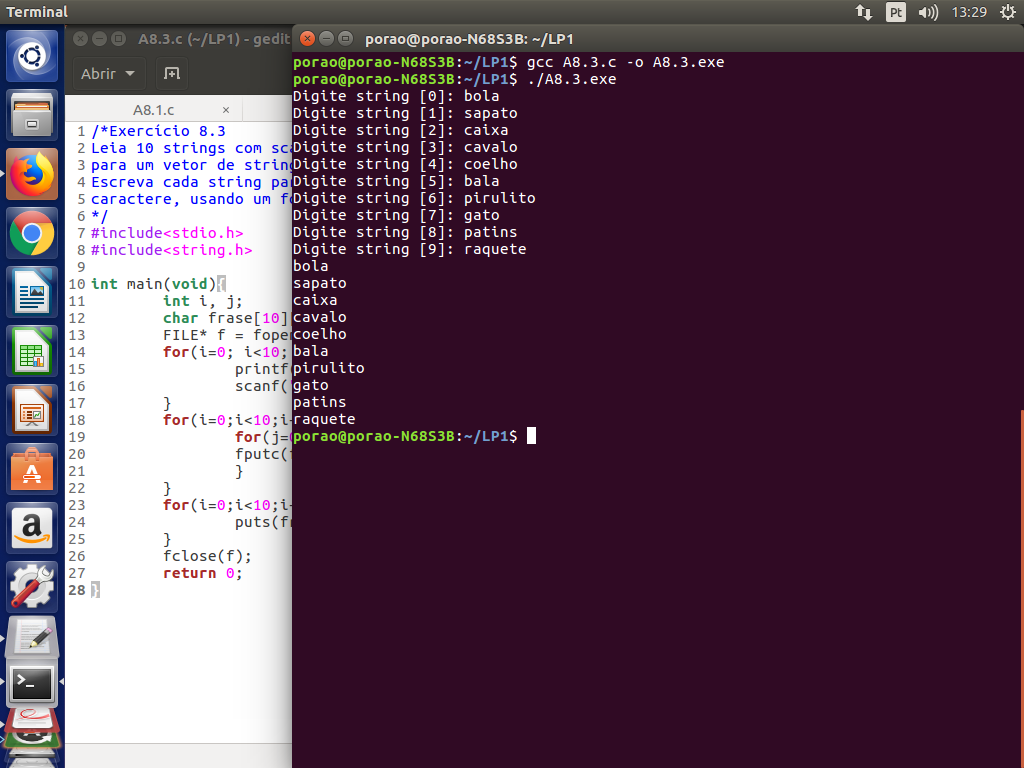 Terminal
Pt
13:29
A8.3.c (~/LP1) - gedit
Abrir
A8.1.c ×
1 /*Exercício 8.3
2 Leia 10 strings com
3 para um vetor de
4 Escreva cada string
5 caractere, usando um
6 */
7 #include<stdio.h>
8 #include<string.h>
9
10 int main(void){
11 int i, j;
12 char frase[10]
13 FILE* f =
14 for(i=0; i<10;
15 printf
16 scanf(
17 }
18 for(i=0;i<10;
19 for(j=
20 fputc(
21 }
22 }
23 for(i=0;i<10;
24 puts(
25 }
26 fclose(f);
27 return 0;
28 }
porao@porao-N68S3B: ~/LP1
porao@porao-N68S3B:~/LP1$ gcc A8.3.c -o A8.3.exe
porao@porao-N68S3B:~/LP1$ ./A8.3.exe
Digite string [0]: bola
Digite string [1]: sapato
Digite string [2]: caixa
Digite string [3]: cavalo
Digite string [4]: coelho
Digite string [5]: bala
Digite string [6]: pirulito
Digite string [7]: gato
Digite string [8]: patins
Digite string [9]: raquete
bola
sapato
caixa
cavalo
coelho
bala
pirulito
gato
patins
raquete
porao@porao-N68S3B:~/LP1$